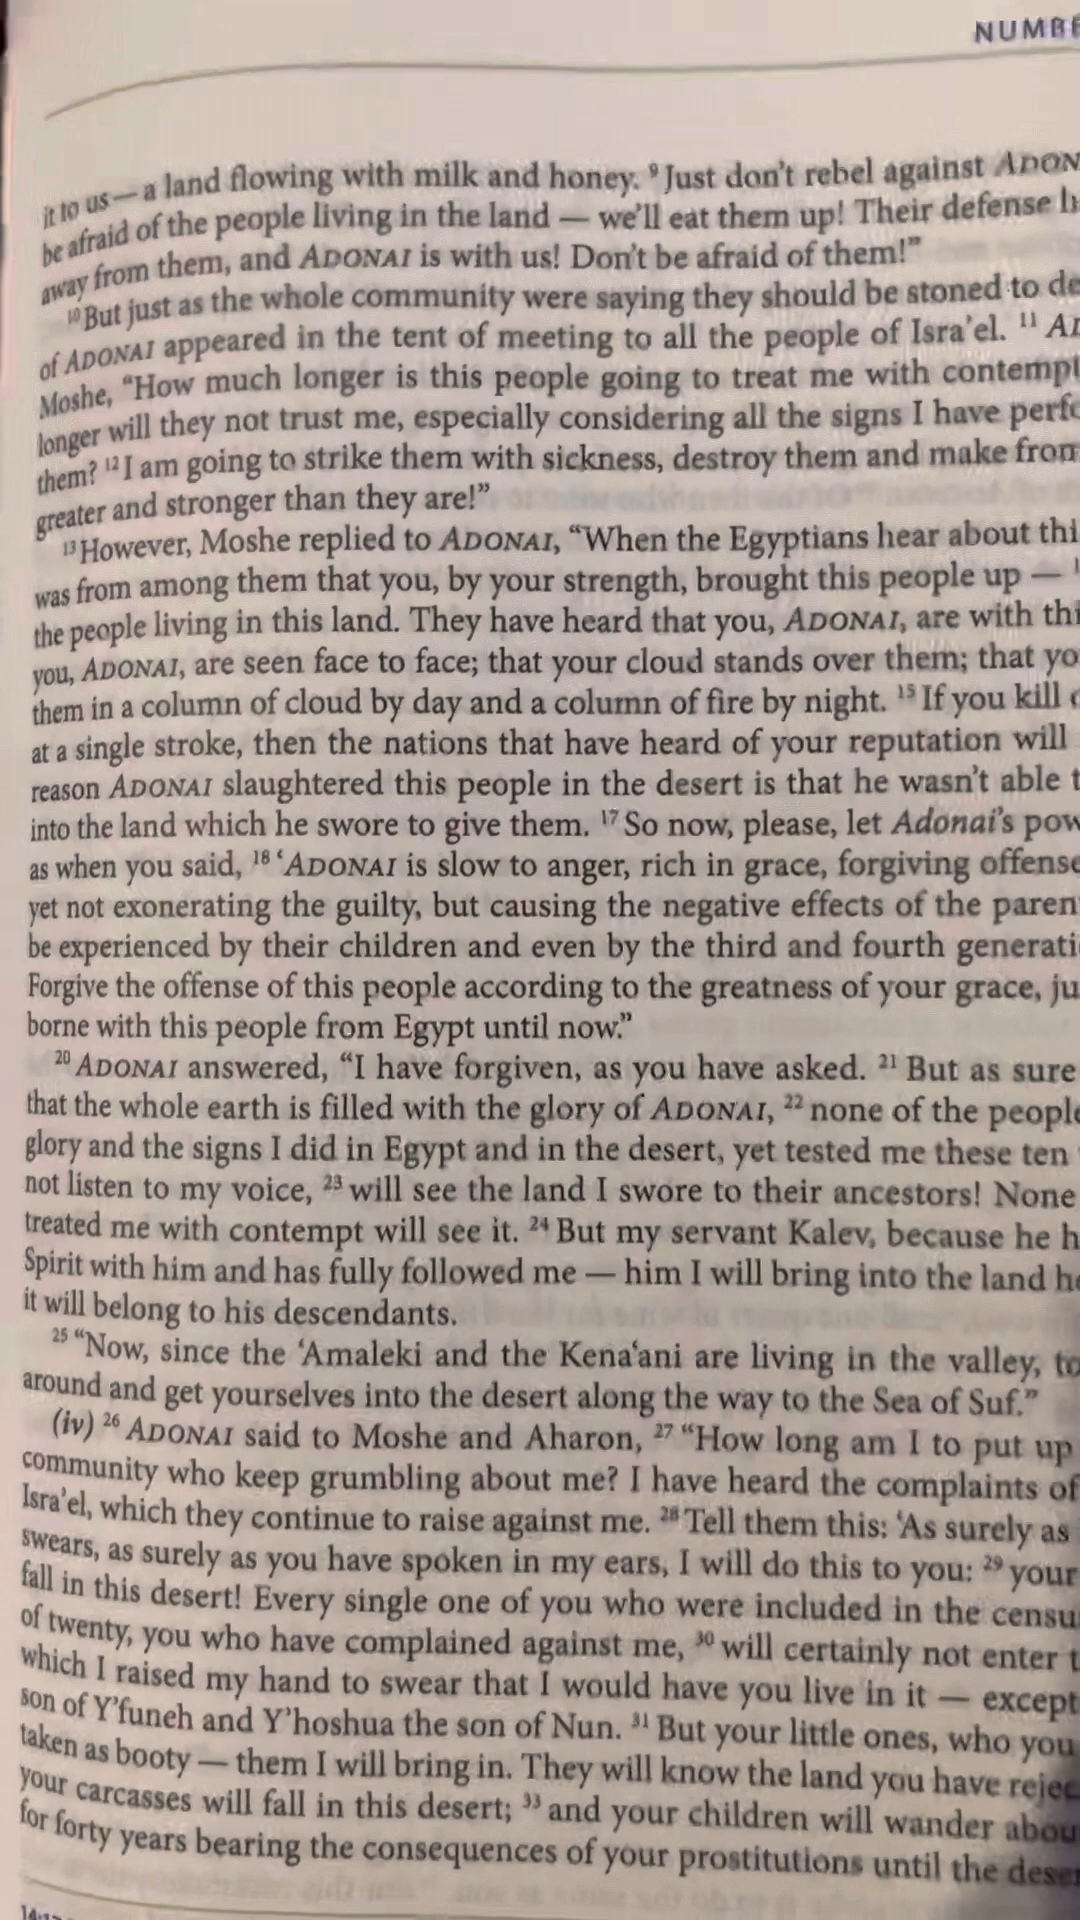 NUMBE
it to us — a land flowing with milk and honey. ⁹Just don't rebel against ADON
be afraid of the people living in the land — we'll eat them up! Their defense h
away from them, and ADONAI is with us! Don't be afraid of them!”
¹⁰But just as the whole community were saying they should be stoned to de
of ADONAI appeared in the tent of meeting to all the people of Isra'el. ¹¹ AD
Moshe, “How much longer is this people going to treat me with contempt
longer will they not trust me, especially considering all the signs I have perfo
them? ¹²I am going to strike them with sickness, destroy them and make from
greater and stronger than they are!”
¹³However, Moshe replied to ADONAI, “When the Egyptians hear about thi
was from among them that you, by your strength, brought this people up —
the people living in this land. They have heard that you, ADONAI, are with thi
you, ADONAI, are seen face to face; that your cloud stands over them; that yo
them in a column of cloud by day and a column of fire by night. ¹⁵If you kill
at a single stroke, then the nations that have heard of your reputation will
reason ADONAI slaughtered this people in the desert is that he wasn't able t
into the land which he swore to give them. ¹⁷So now, please, let Adonai's pow
as when you said, ¹⁸‘ADONAI is slow to anger, rich in grace, forgiving offense
yet not exonerating the guilty, but causing the negative effects of the paren
be experienced by their children and even by the third and fourth generati
Forgive the offense of this people according to the greatness of your grace, ju
borne with this people from Egypt until now.”
²⁰ADONAI answered, “I have forgiven, as you have asked. ²¹ But as sure
that the whole earth is filled with the glory of ADONAI, ²² none of the people
glory and the signs I did in Egypt and in the desert, yet tested me these ten
not listen to my voice, ²³will see the land I swore to their ancestors! None
treated me with contempt will see it. ²⁴But my servant Kalev, because he h
Spirit with him and has fully followed me — him I will bring into the land he
it will belong to his descendants.
²⁵“Now, since the ‘Amaleki and the Kena‘ani are living in the valley, to
around and get yourselves into the desert along the way to the Sea of Suf.”
(iv) ²⁶ ADONAI said to Moshe and Aharon, ²⁷“How long am I to put up
community who keep grumbling about me? I have heard the complaints of
Isra'el, which they continue to raise against me. ²⁸Tell them this: ‘As surely as
swears, as surely as you have spoken in my ears, I will do this to you: ²⁹your
fall in this desert! Every single one of you who were included in the censu
of twenty, you who have complained against me, ³⁰will certainly not enter t
which I raised my hand to swear that I would have you live in it — except
son of Y'funeh and Y'hoshua the son of Nun. ³¹But your little ones, who you
taken as booty — them I will bring in. They will know the land you have rejec
your carcasses will fall in this desert; ³³and your children will wander abou
for forty years bearing the consequences of your prostitutions until the deser